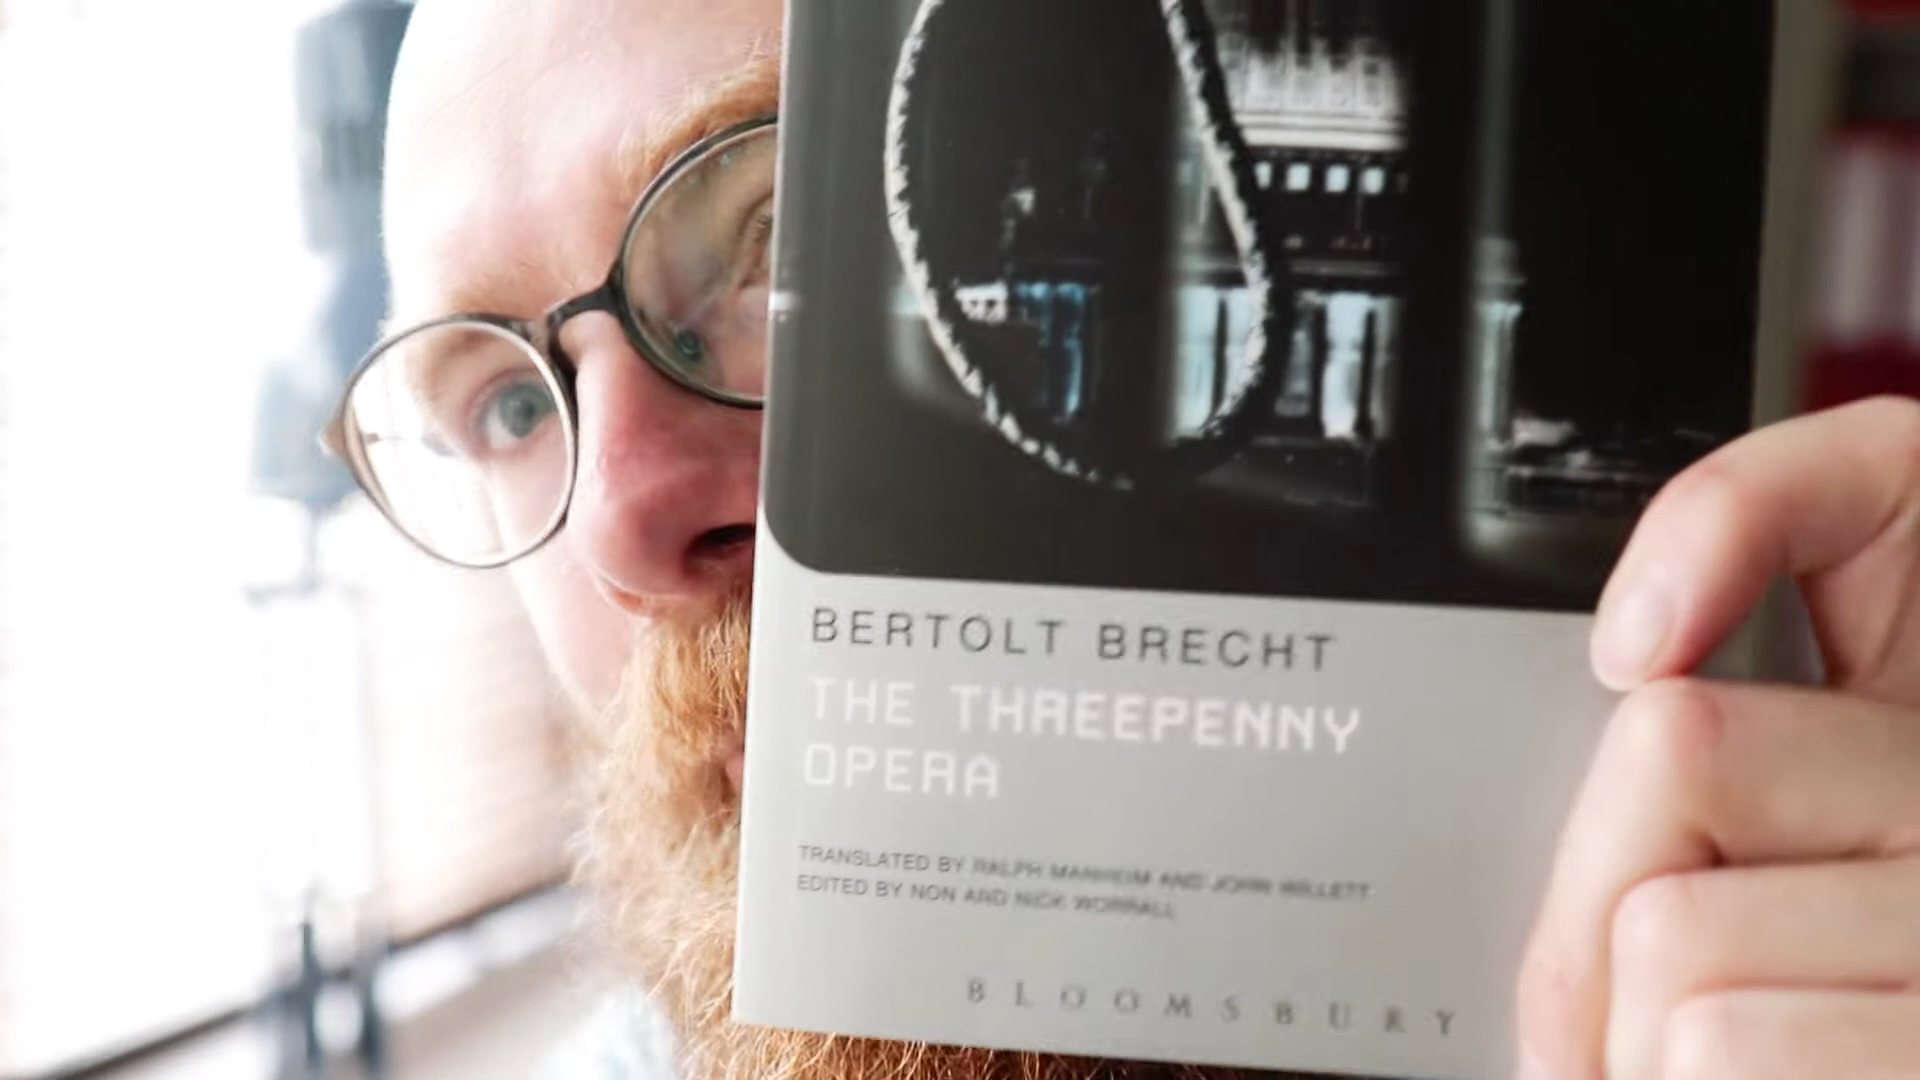 BERTOLT BRECHT
THE THREEPENNY
OPERA
TRANSLATED BY RALPH MANHEIM AND JOHN WILLETT
EDITED BY NON AND NICK WORRALL
BLOOMSBURY